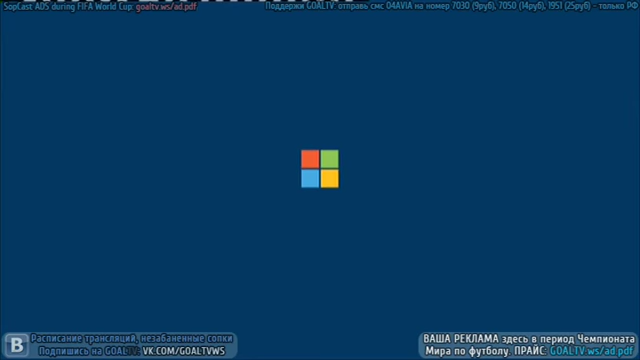 SopCast ADS during FIFA World Cup: goaltv.ws/ad.pdf
Поддержи GOALTV: отправь смс 04AVIA на номер 7030 (9руб), 7050 (14руб), 1951 (25руб) - только РФ
Расписание трансляций, незабаненные сопки
Подпишись на GOALTV: VK.COM/GOALTVWS
ВАША РЕКЛАМА здесь в период Чемпионата
Мира по футболу. ПРАЙС: GOALTV.ws/ad.pdf